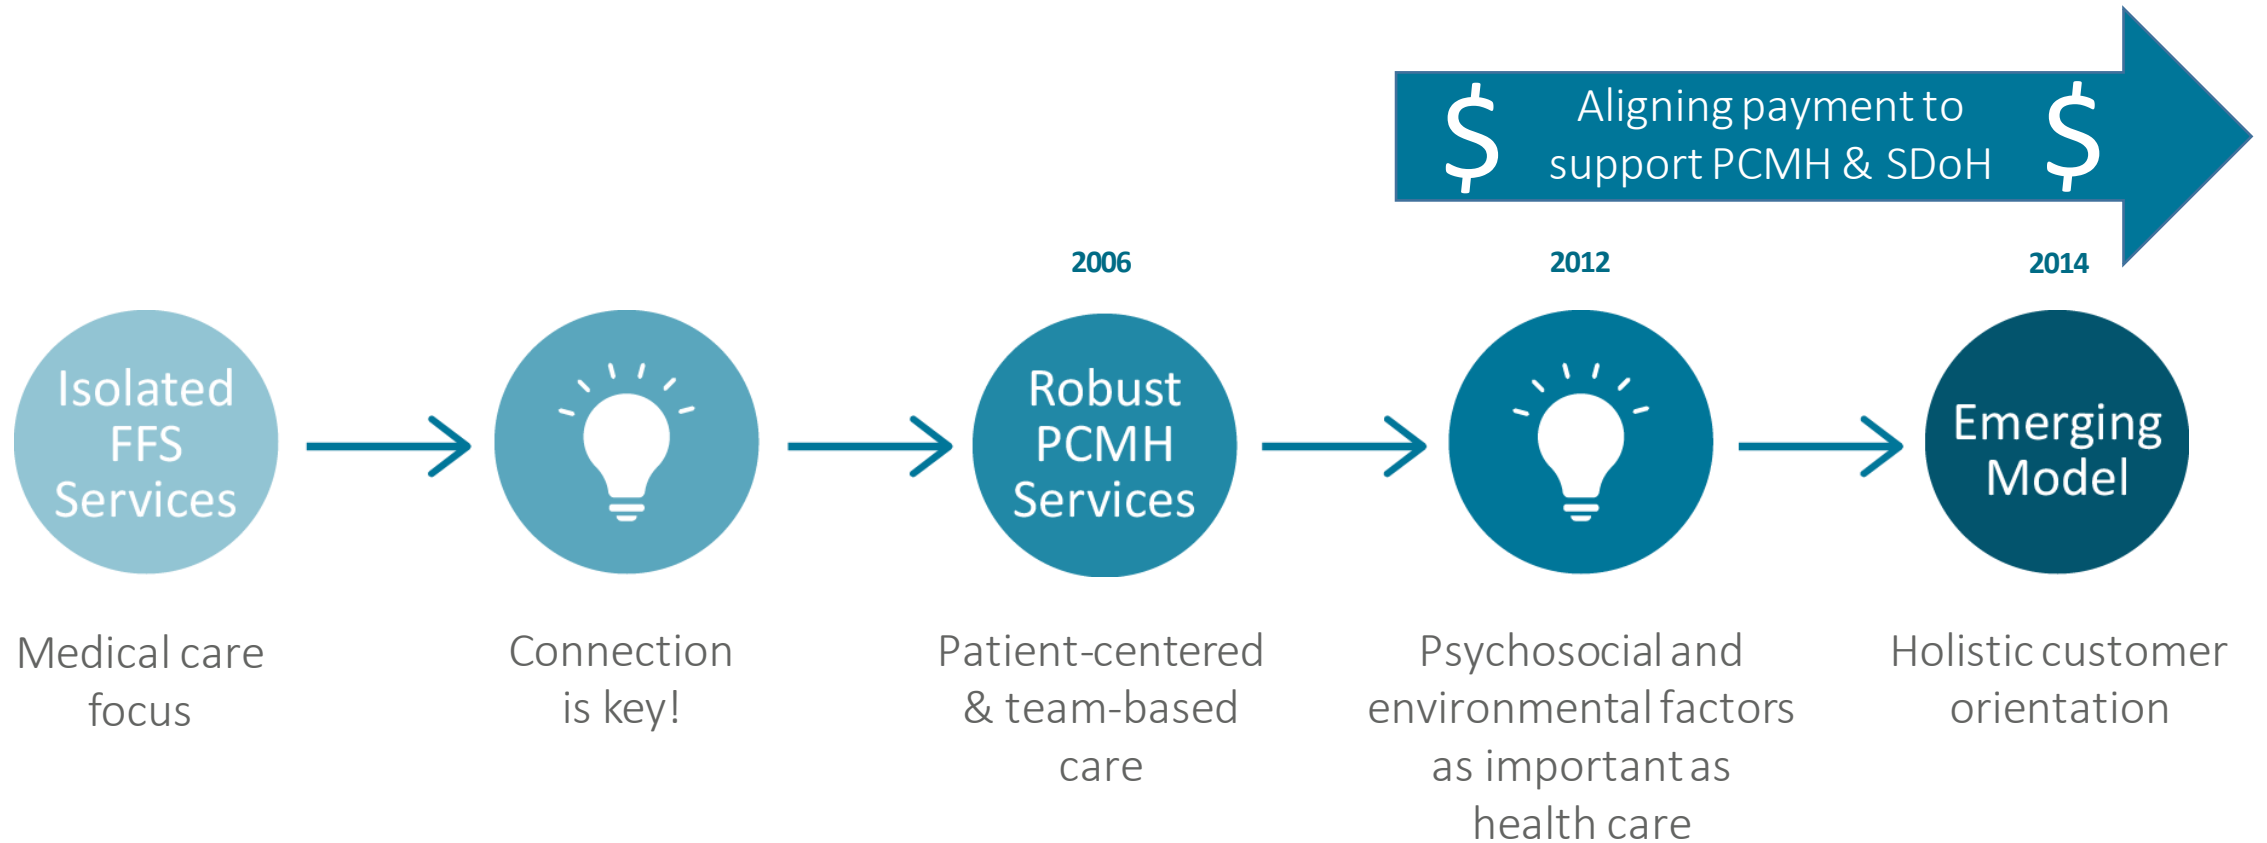 $ Aligning payment to $
support PCMH & SDoH
2006
2012
2014
Isolated
FFS
Services
Robust
PCMH
Services
Emerging
Model
Medical care
focus
Connection
is key!
Patient-centered
& team-based
care
Psychosocial and
environmental factors
as important as
health care
Holistic customer
orientation